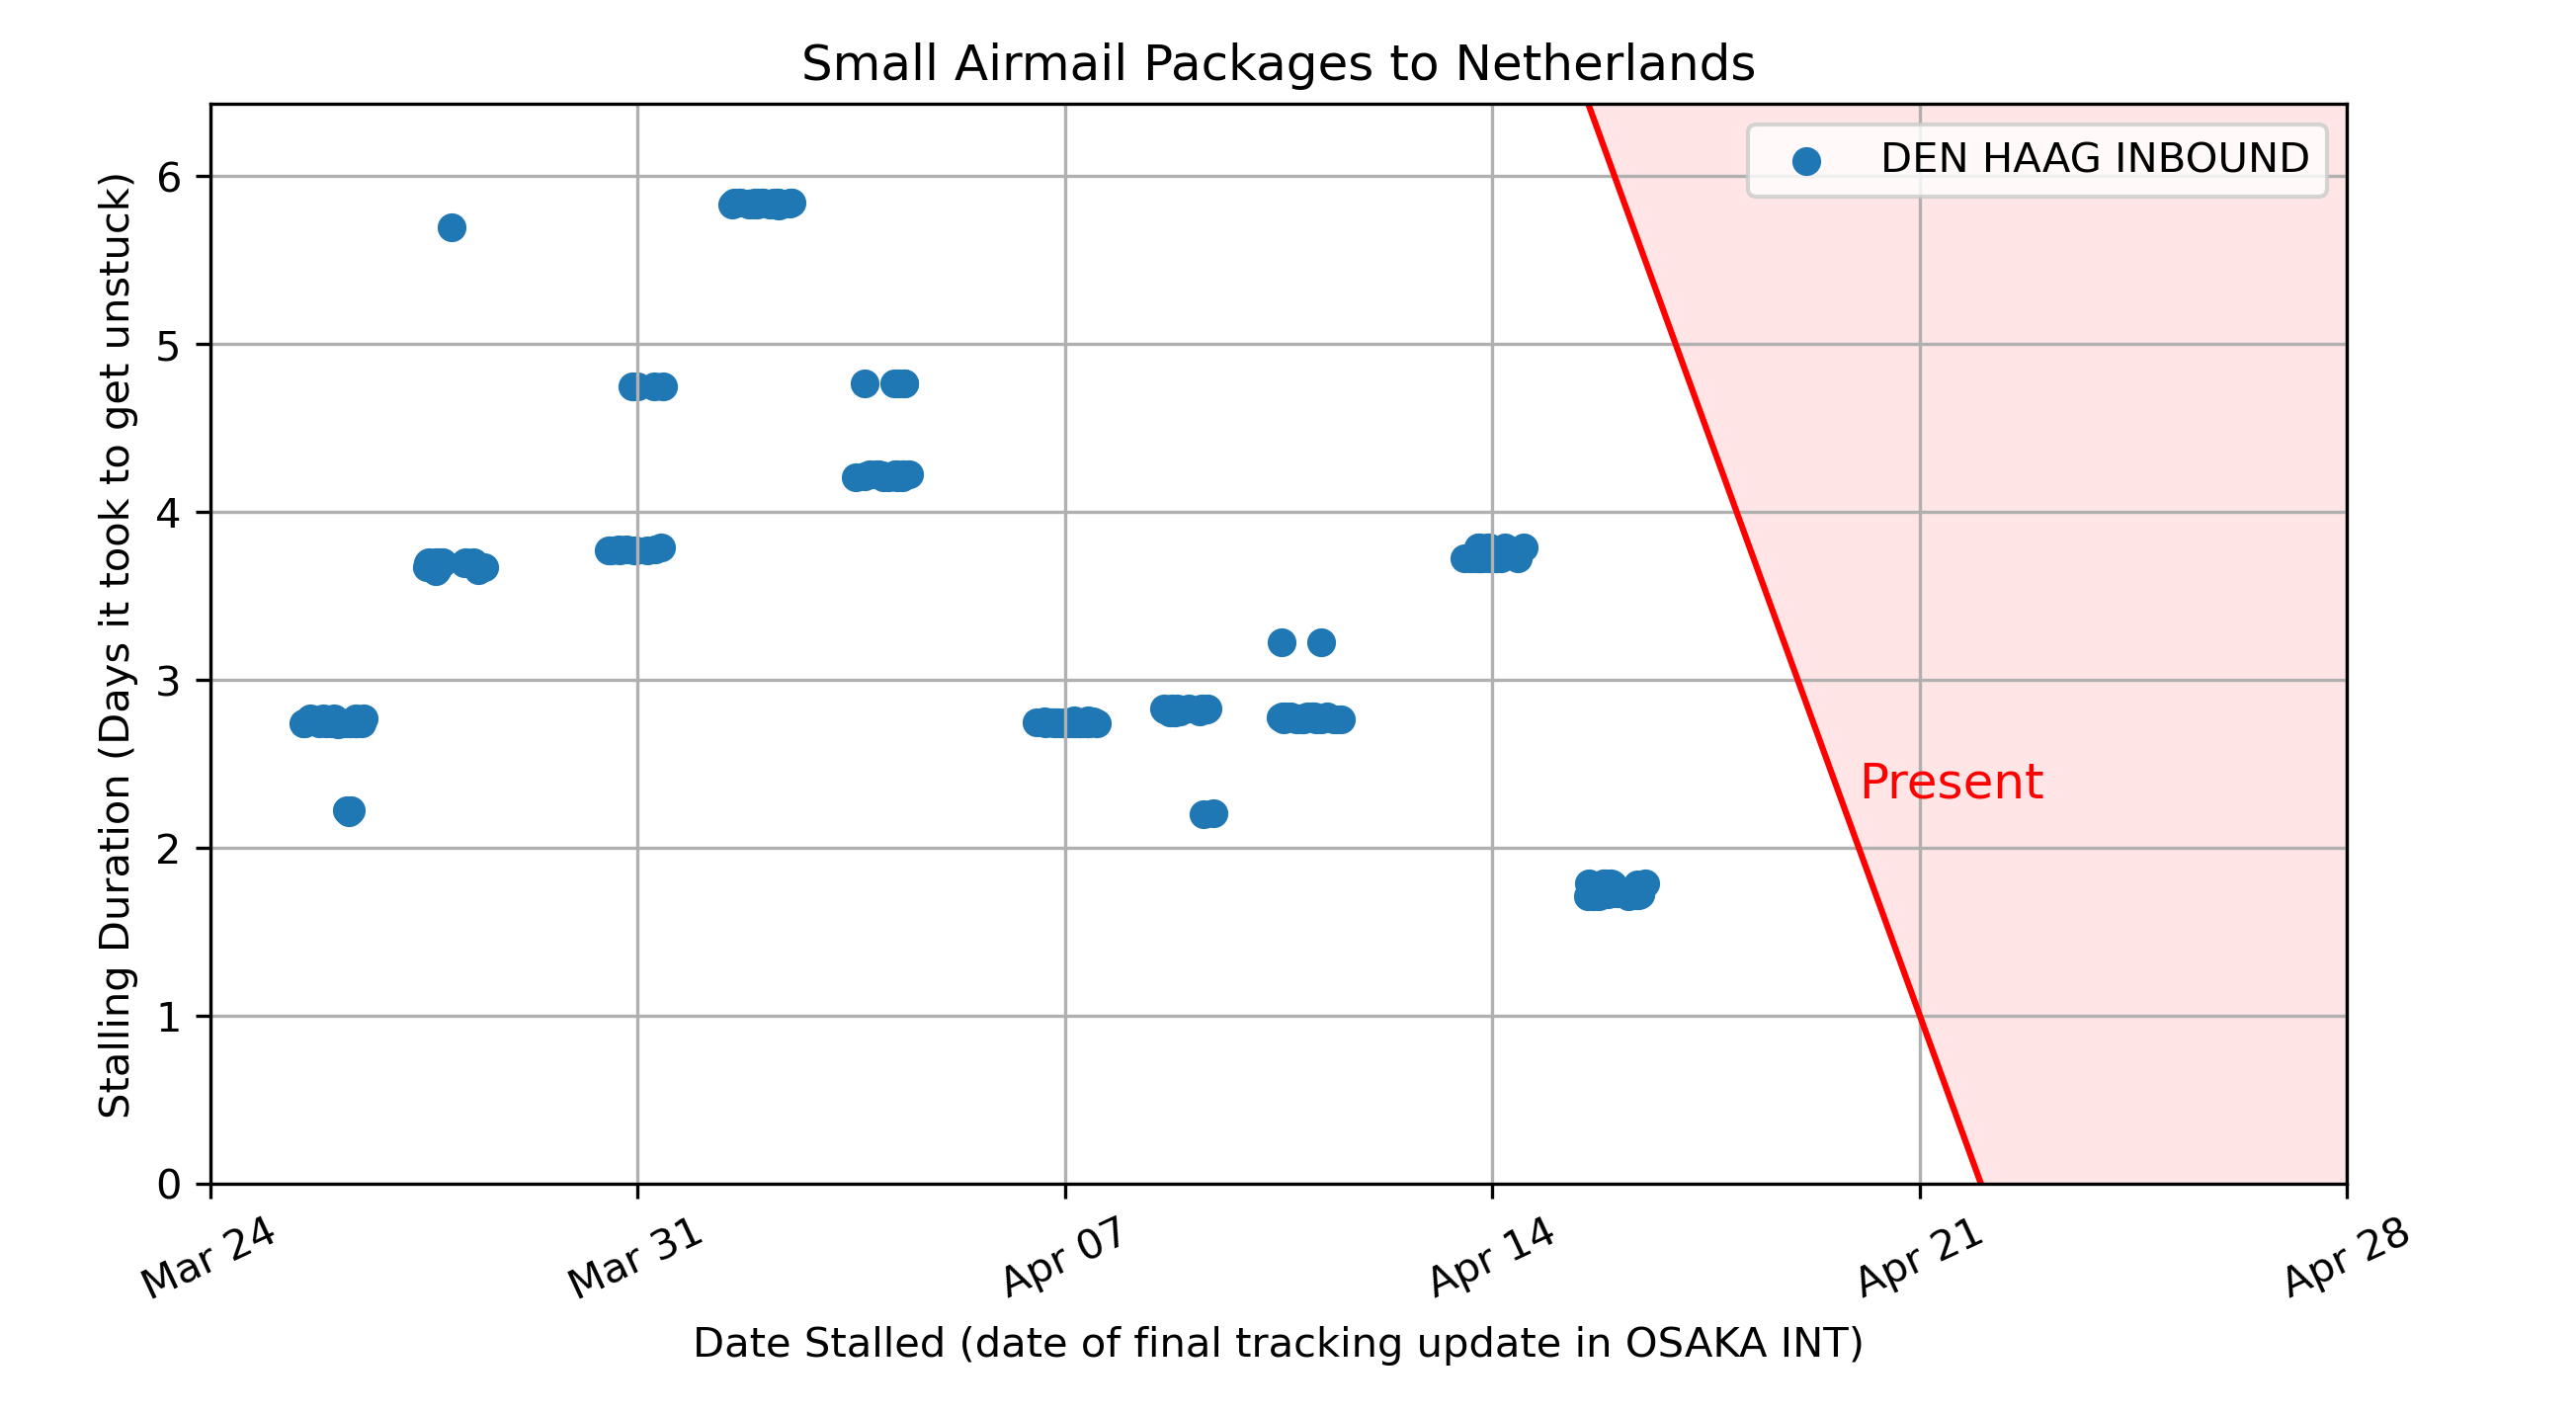 Small Airmail Packages to Netherlands
DEN HAAG INBOUND
Stalling Duration (Days it took to get unstuck)
6
5
4
3
2
1
0
Present
Mar 24
Mar 31
Apr 07
Apr 14
Apr 21
Apr 28
Date Stalled (date of final tracking update in OSAKA INT)